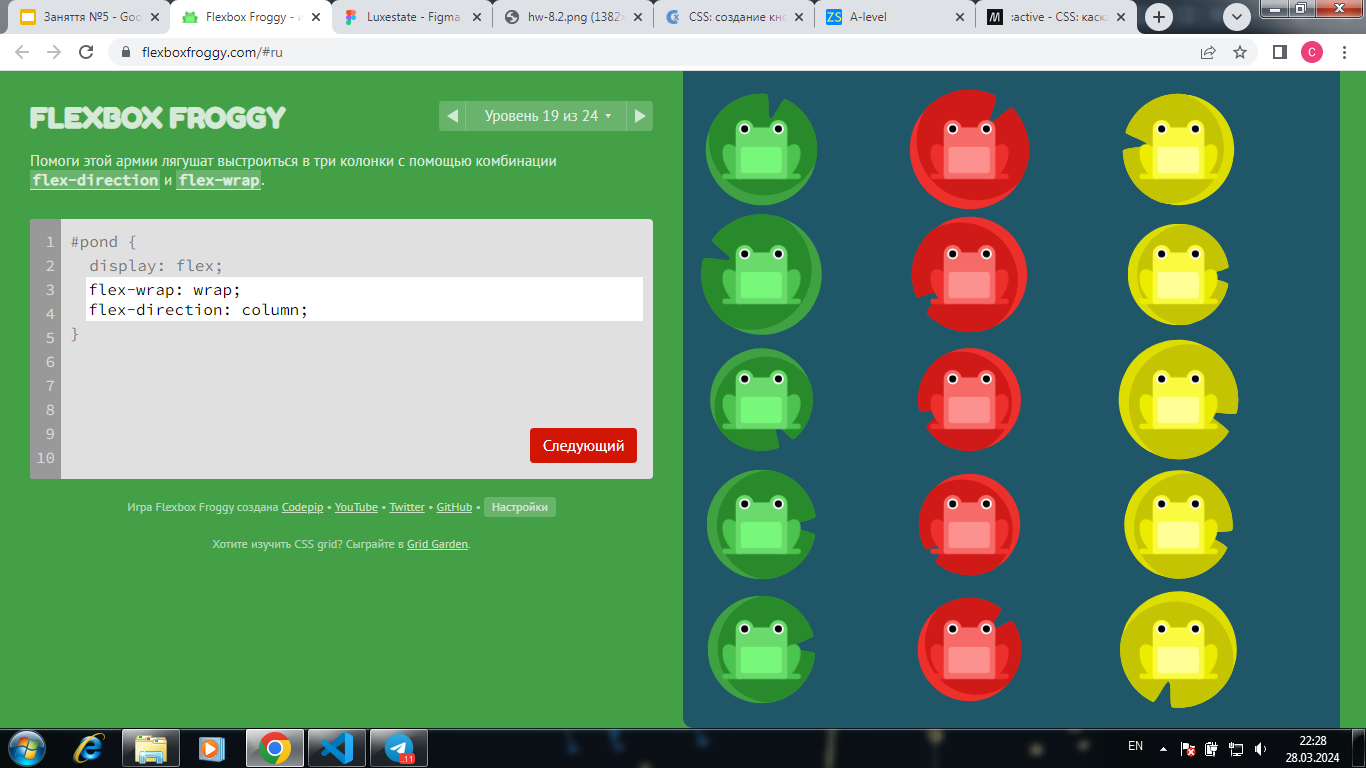 Заняття №5 - Goo
Flexbox Froggy - и
Luxestate - Figma
hw-8.2.png (1382×
CSS: создание кно
A-level
:active - CSS: каска
flexboxfroggy.com/#ru
C
FLEXBOX FROGGY
Уровень 19 из 24
Помоги этой армии лягушат выстроиться в три колонки с помощью комбинации
flex-direction и flex-wrap.
1 #pond {
2 display: flex;
3 flex-wrap: wrap;
4 flex-direction: column;
5 }
6
7
8
9
10
Следующий
Игра Flexbox Froggy создана Codepip • YouTube • Twitter • GitHub • Настройки
Хотите изучить CSS grid? Сыграйте в Grid Garden.
EN
22:28
28.03.2024